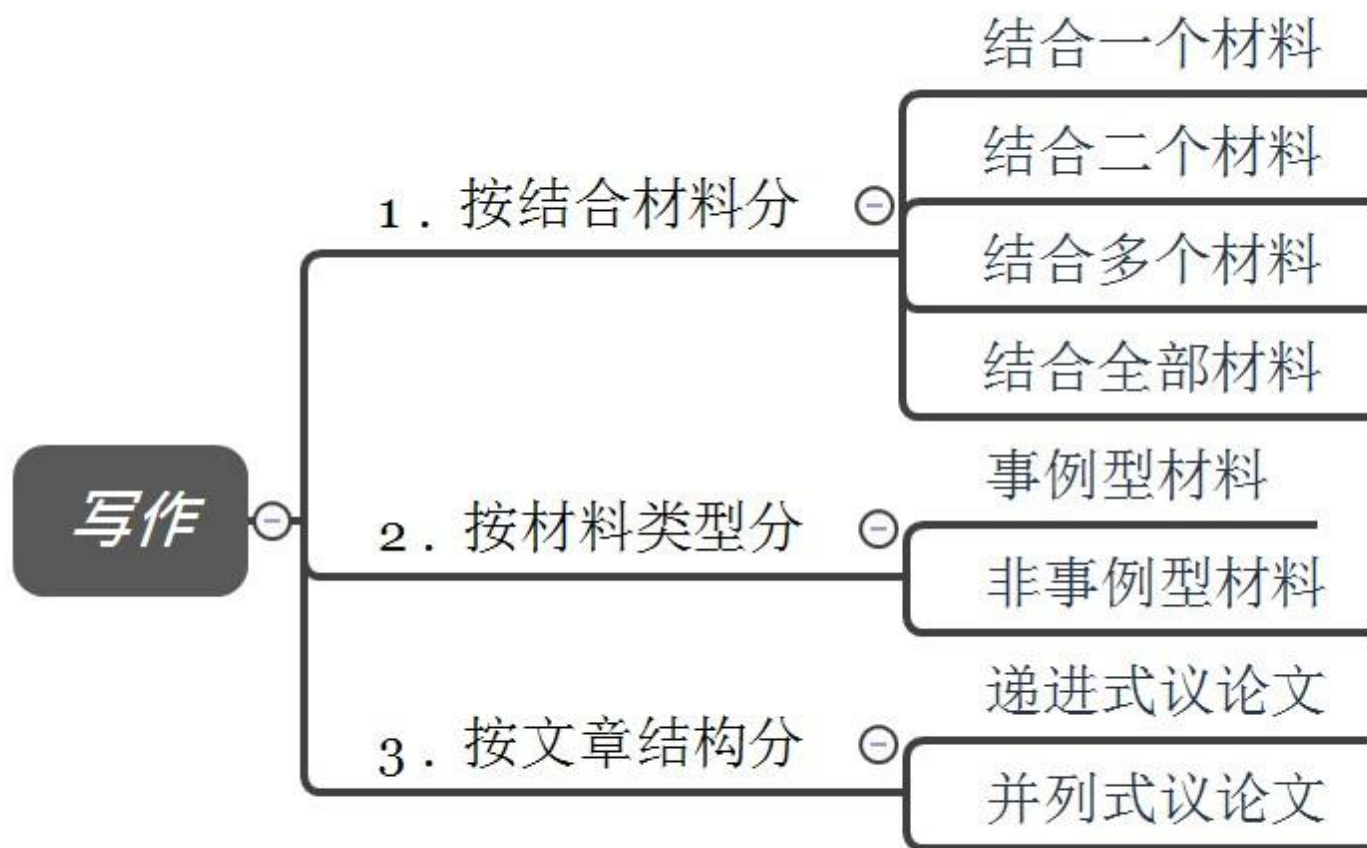 写作
1. 按结合材料分
结合一个材料
结合二个材料
结合多个材料
结合全部材料
2. 按材料类型分
事例型材料
非事例型材料
3. 按文章结构分
递进式议论文
并列式议论文